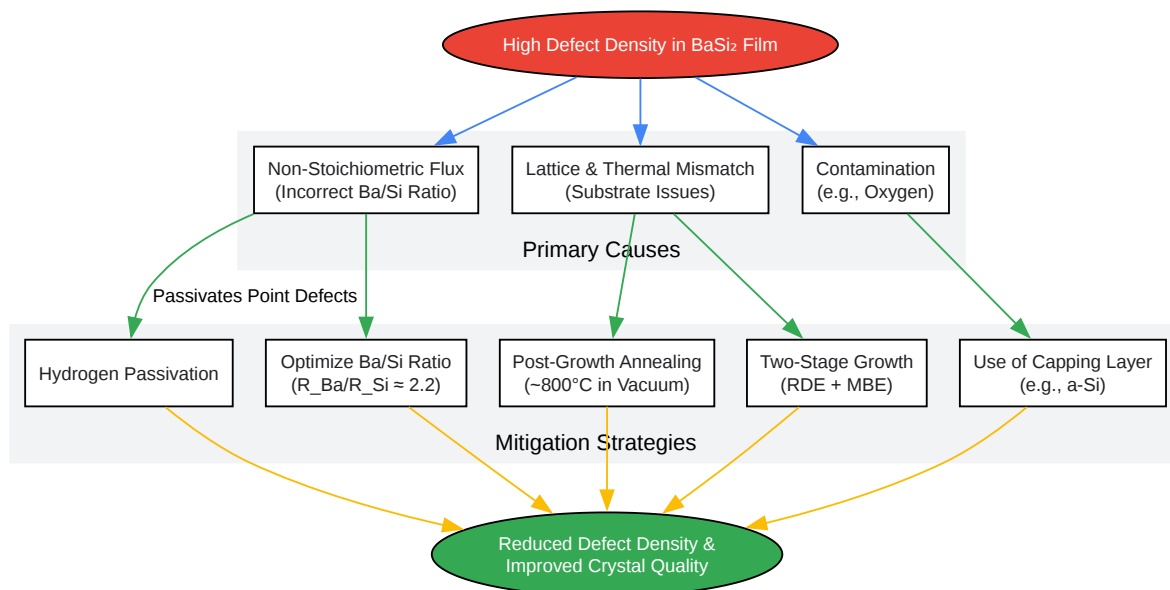 High Defect Density in BaSi₂ Film
Non-Stoichiometric Flux
(Incorrect Ba/Si Ratio)
Lattice & Thermal Mismatch
(Substrate Issues)
Contamination
(e.g., Oxygen)
Primary Causes
Passivates Point Defects
Hydrogen Passivation
Optimize Ba/Si Ratio
(R_Ba/R_Si ≈ 2.2)
Post-Growth Annealing
(~800°C in Vacuum)
Two-Stage Growth
(RDE + MBE)
Use of Capping Layer
(e.g., a-Si)
Mitigation Strategies
Reduced Defect Density &
Improved Crystal Quality